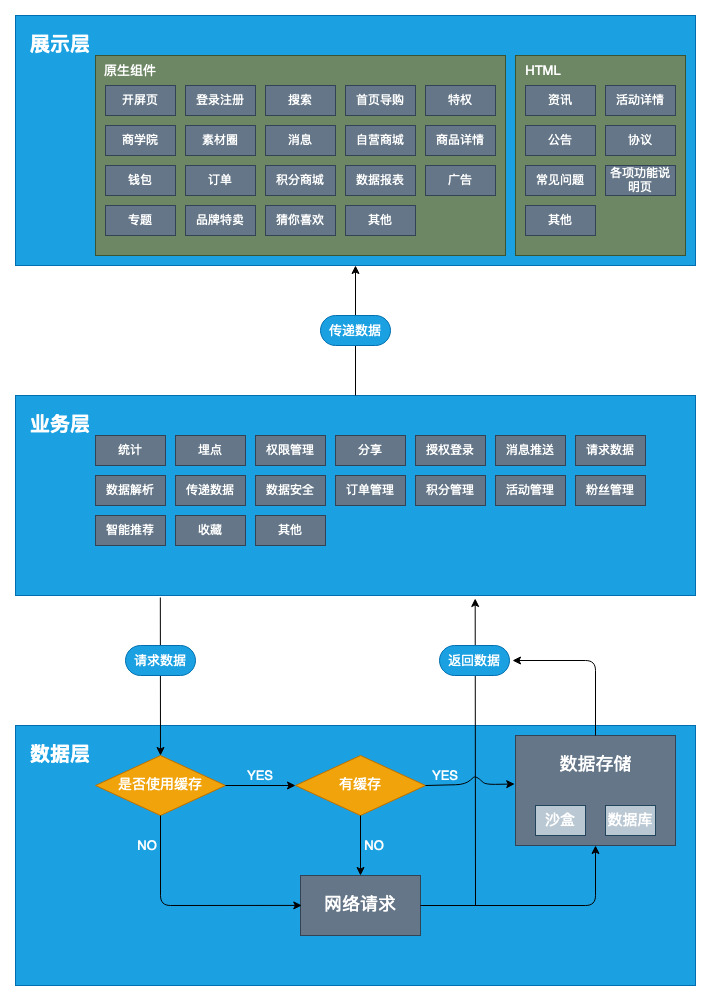 展示层
原生组件
开屏页
登录注册
搜索
首页导购
特权
商学院
素材圈
消息
自营商城
商品详情
钱包
订单
积分商城
数据报表
广告
专题
品牌特卖
猜你喜欢
其他
HTML
资讯
活动详情
公告
协议
常见问题
各项功能说
明页
其他
传递数据
业务层
统计
埋点
权限管理
分享
授权登录
消息推送
请求数据
数据解析
传递数据
数据安全
订单管理
积分管理
活动管理
粉丝管理
智能推荐
收藏
其他
请求数据
返回数据
数据层
是否使用缓存
YES
有缓存
YES
数据存储
沙盒
数据库
NO
NO
网络请求